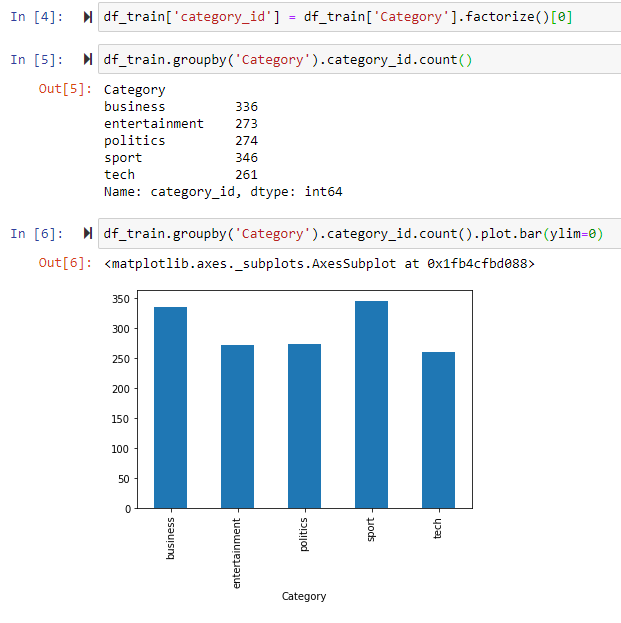 In [4]: df_train['category_id'] = df_train['Category'].factorize()[0]
In [5]: df_train.groupby('Category').category_id.count()
Out[5]: Category
business 336
entertainment 273
politics 274
sport 346
tech 261
Name: category_id, dtype: int64
In [6]: df_train.groupby('Category').category_id.count().plot.bar(ylim=0)
Out[6]: <matplotlib.axes._subplots.AxesSubplot at 0x1fb4cfbd088>
350
300
250
200
150
100
50
0
business
entertainment
politics
sport
tech
Category